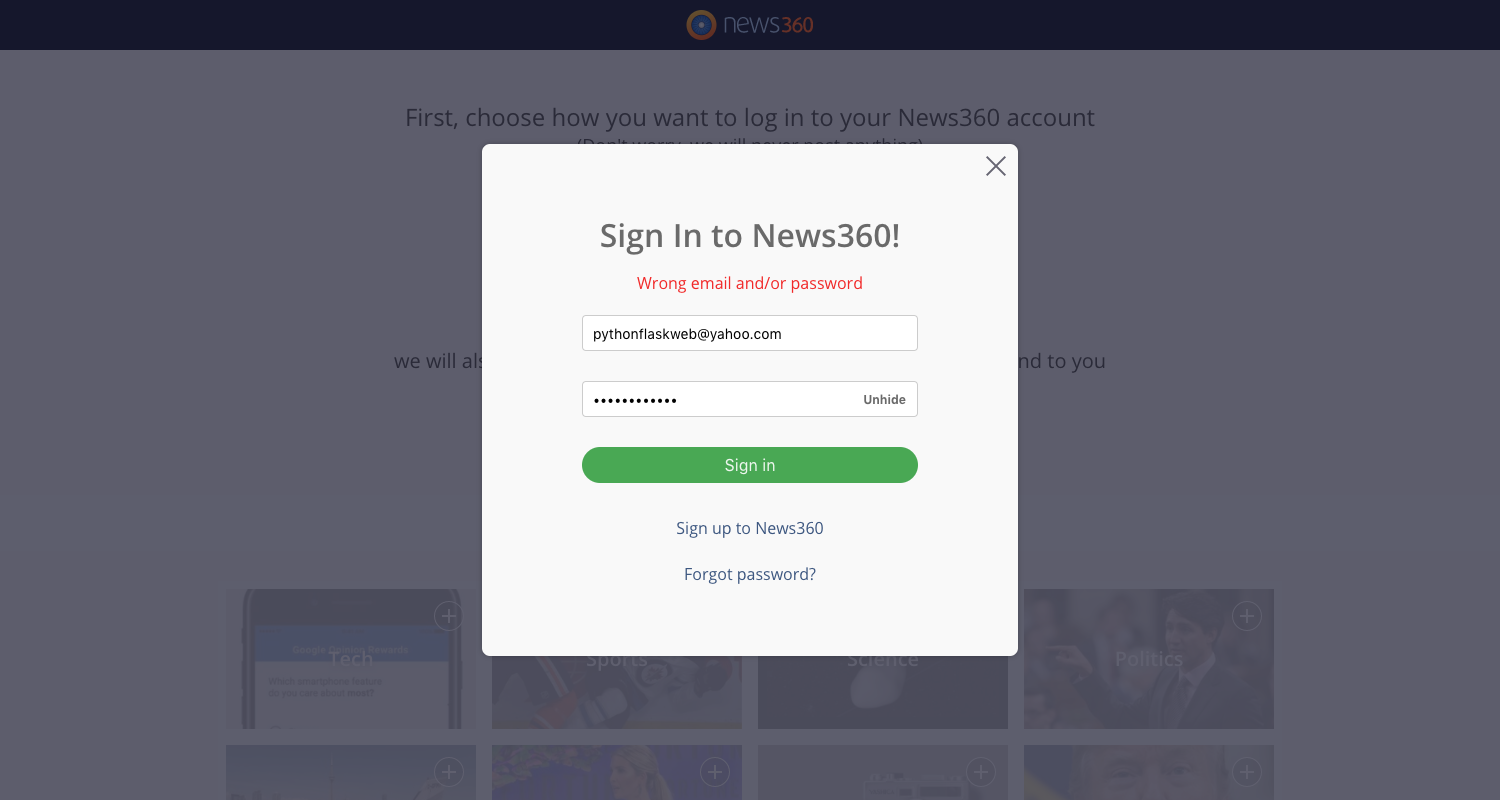 news360
First, choose how you want to log in to your News360 account
(Don't worry, we will never post anything)
Sign In to News360!
Wrong email and/or password
pythonflaskweb@yahoo.com
Unhide
we will als
nd to you
Sign in
Sign up to News360
Forgot password?
Google Opinion Rewards
Tech
Sports
Science
Politics
Which smartphone feature
do you care about most?